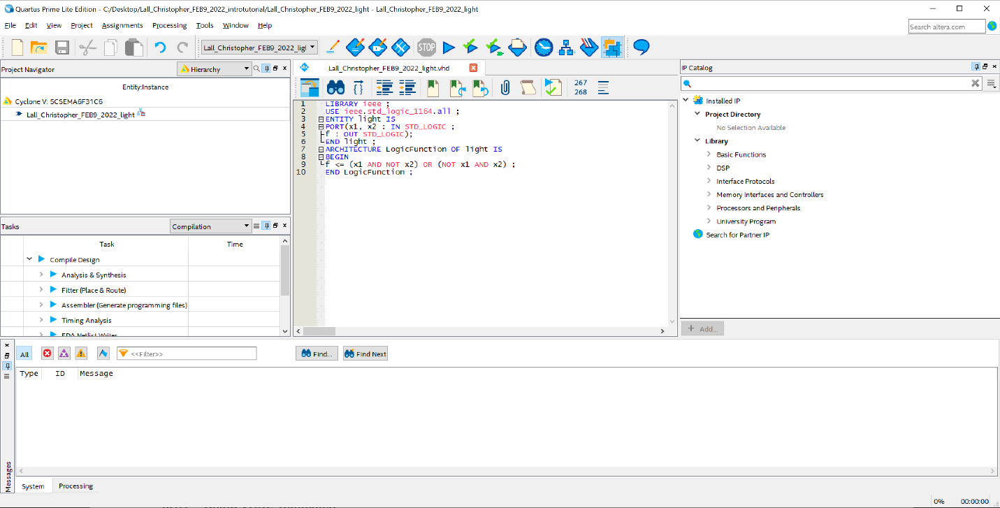 Quartus Prime Lite Edition - C:/Desktop/Lall_Christopher_FEB9_2022_introtutorial/Lall_Christopher_FEB9_2022_light - Lall_Christopher_FEB9_2022_light
File Edit View Project Assignments Processing Tools Window Help
Search altera.com
Lall_Christopher_FEB9_2022_ligl
STOP
Project Navigator
Hierarchy
Entity:Instance
Cyclone V: 5CSEMA6F31C6
Lall_Christopher_FEB9_2022_light
Tasks
Compilation
Task Time
Compile Design
Analysis & Synthesis
Fitter (Place & Route)
Assembler (Generate programming files)
Timing Analysis
EDA Netlist Writer
Lall_Christopher_FEB9_2022_light.vhd
267
268
1 LIBRARY ieee ;
2 USE ieee.std_logic_1164.all ;
3 ENTITY light IS
4 PORT(x1, x2 : IN STD_LOGIC ;
5 f : OUT STD_LOGIC);
6 END light ;
7 ARCHITECTURE LogicFunction OF light IS
8 BEGIN
9 f <= (x1 AND NOT x2) OR (NOT x1 AND x2) ;
10 END LogicFunction ;
IP Catalog
Installed IP
Project Directory
No Selection Available
Library
Basic Functions
DSP
Interface Protocols
Memory Interfaces and Controllers
Processors and Peripherals
University Program
Search for Partner IP
+ Add...
All
<<Filter>>
Find...
Find Next
Type ID Message
Messages
System Processing
0% 00:00:00